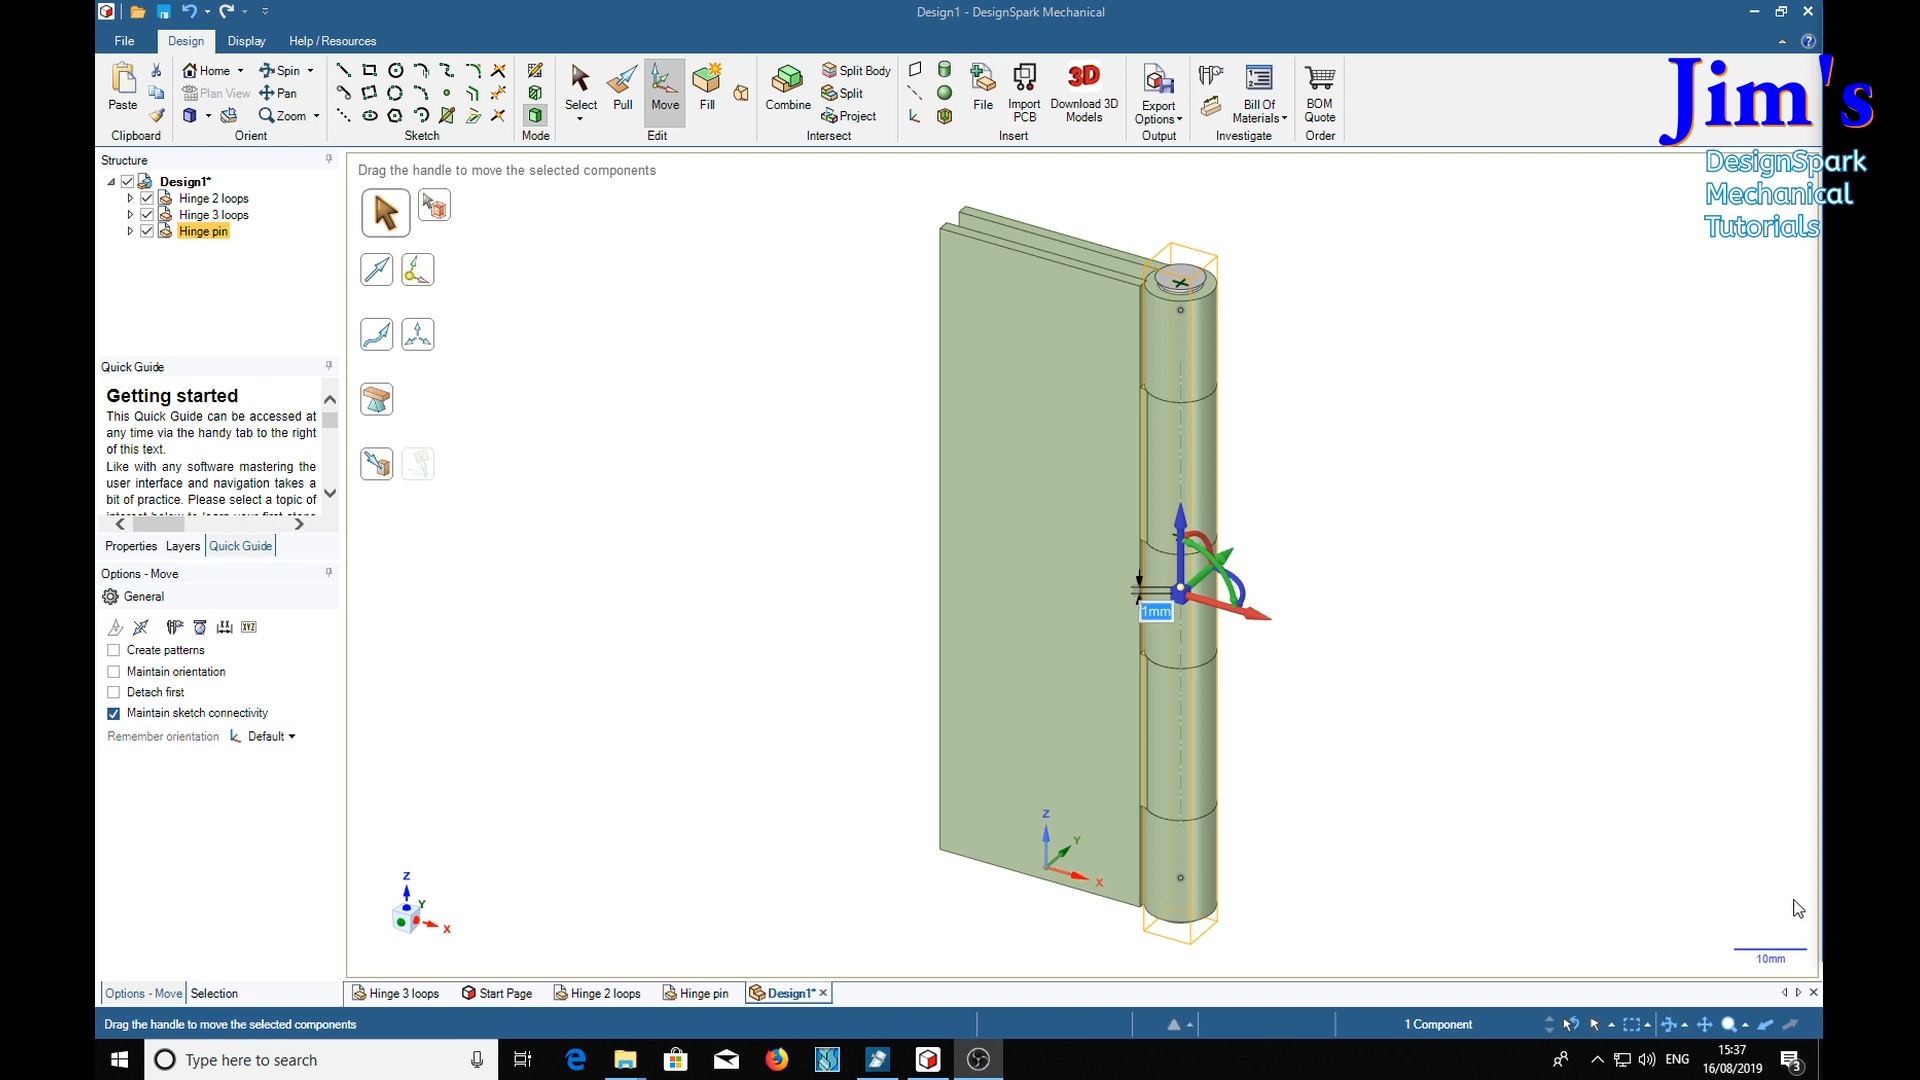 Design1 - DesignSpark Mechanical
File
Design
Display
Help / Resources
Jim's
DesignSpark
Mechanical
Tutorials
Paste
Clipboard
Home
Spin
Plan View
Pan
Zoom
Orient
Sketch
Mode
Select
Pull
Move
Fill
Edit
Combine
Split Body
Split
Project
Intersect
File
Import
PCB
3D
Download 3D
Models
Insert
Export
Options
Output
Bill Of
Materials
Investigate
BOM
Quote
Order
Structure
Design1*
Hinge 2 loops
Hinge 3 loops
Hinge pin
Drag the handle to move the selected components
Quick Guide
Getting started
This Quick Guide can be accessed at
any time via the handy tab to the right
of this text.
Like with any software mastering the
user interface and navigation takes a
bit of practice. Please select a topic of
Properties
Layers
Quick Guide
Options - Move
General
XYZ
Create patterns
Maintain orientation
Detach first
Maintain sketch connectivity
Remember orientation
Default
1mm
Z
Y
X
Z
Y
X
10mm
Options - Move
Selection
Hinge 3 loops
Start Page
Hinge 2 loops
Hinge pin
Design1*
Drag the handle to move the selected components
1 Component
Type here to search
ENG
15:37
16/08/2019
3